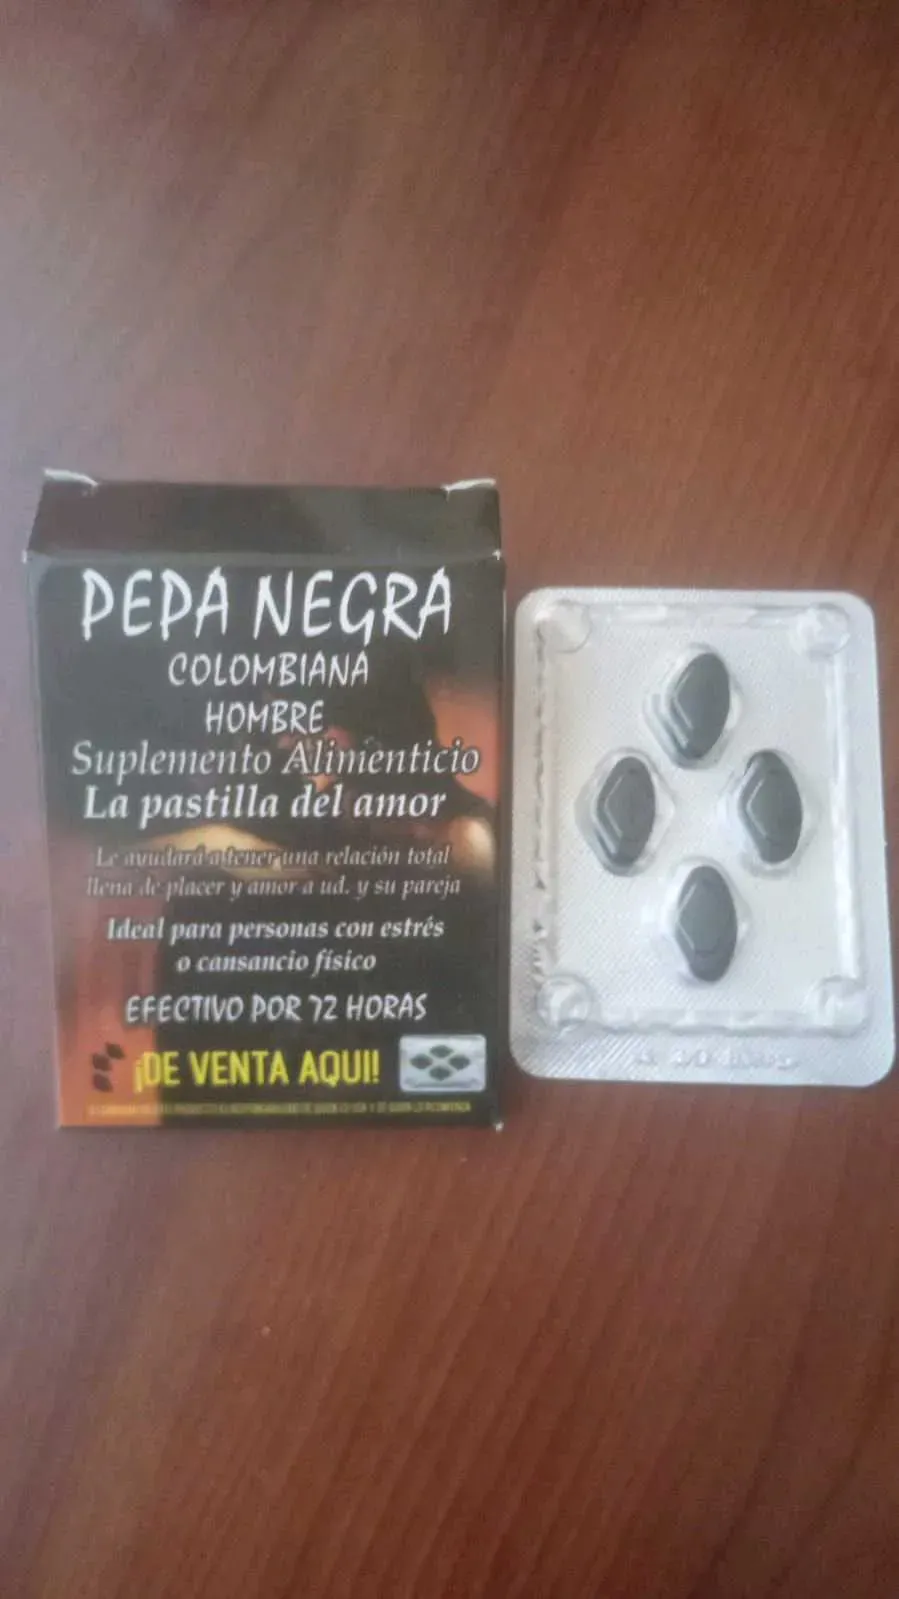 PEPA NEGRA
COLOMBIANA
HOMBRE
Suplemento Alimenticio
La pastilla del amor
Le ayudará a tener una relación total
llena de placer y amor a ud. y su pareja
Ideal para personas con estrés
o cansancio físico
EFECTIVO POR 72 HORAS
¡DE VENTA AQUI!